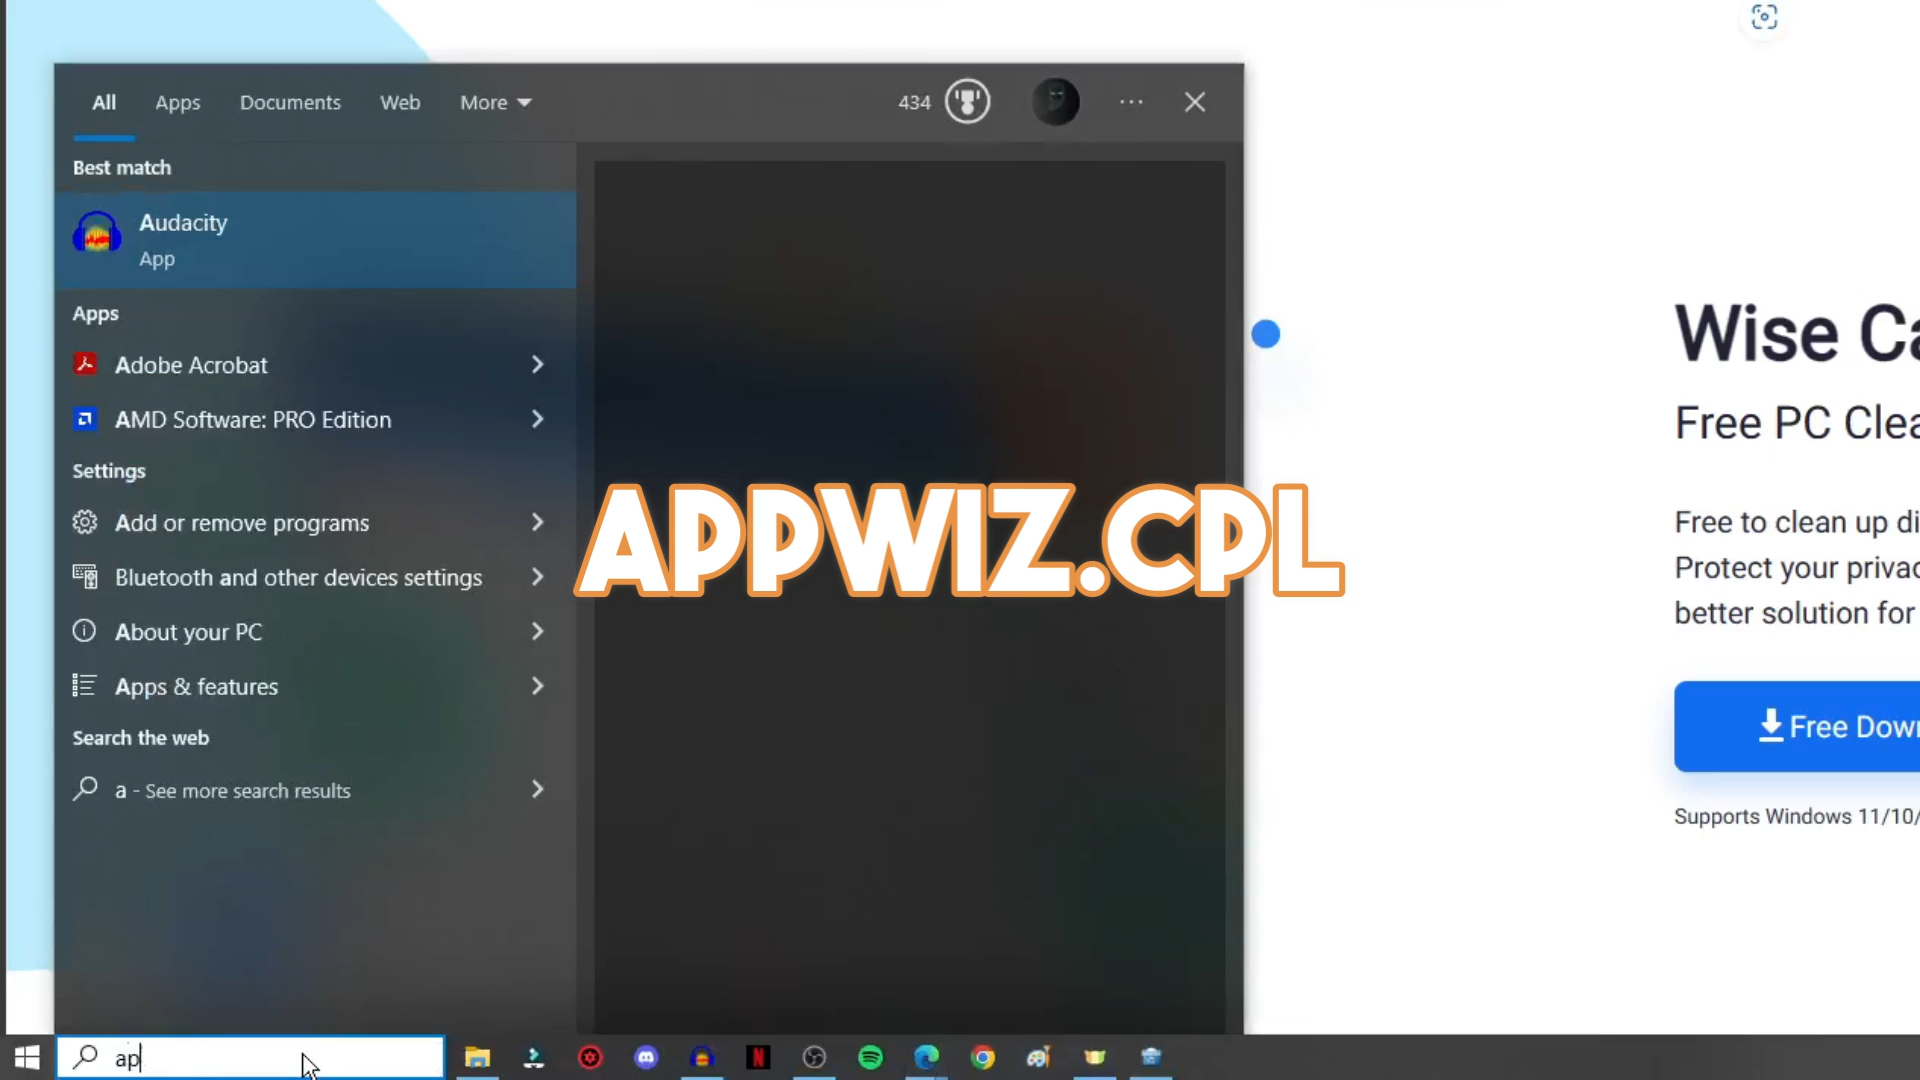 All Apps Documents Web More 434
Best match
Audacity
App
Apps
Adobe Acrobat
AMD Software: PRO Edition
Settings
Add or remove programs
Bluetooth and other devices settings
About your PC
Apps & features
Search the web
a - See more search results
ap
APPWIZ.CPL
Wise Ca
Free PC Clea
Free to clean up di
Protect your privac
better solution for
Free Down
Supports Windows 11/10/